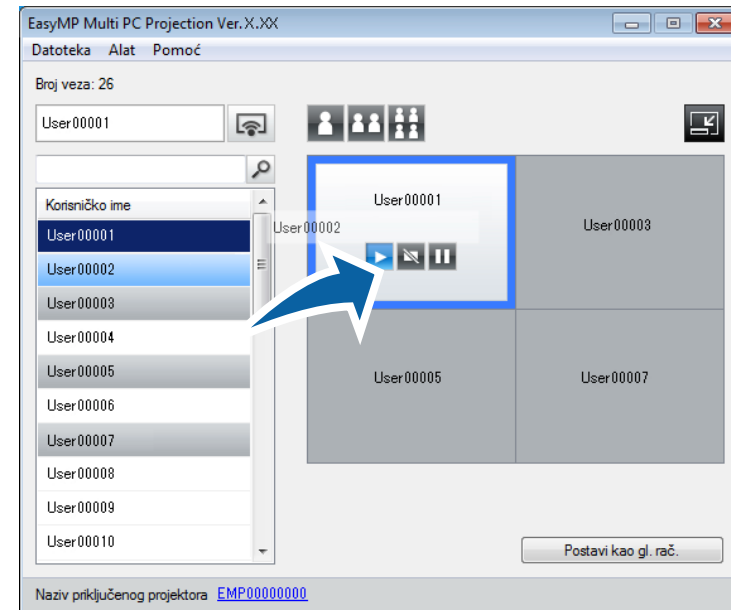 EasyMP Multi PC Projection Ver.X.XX
Datoteka Alat Pomoć
Broj veza: 26
User00001
Korisničko ime
User00001
User00002
User00003
User00004
User00005
User00006
User00007
User00008
User00009
User00010
User00001
User00002
User00003
User00005
User00007
Postavi kao gl. rač.
Naziv priključenog projektora EMP00000000